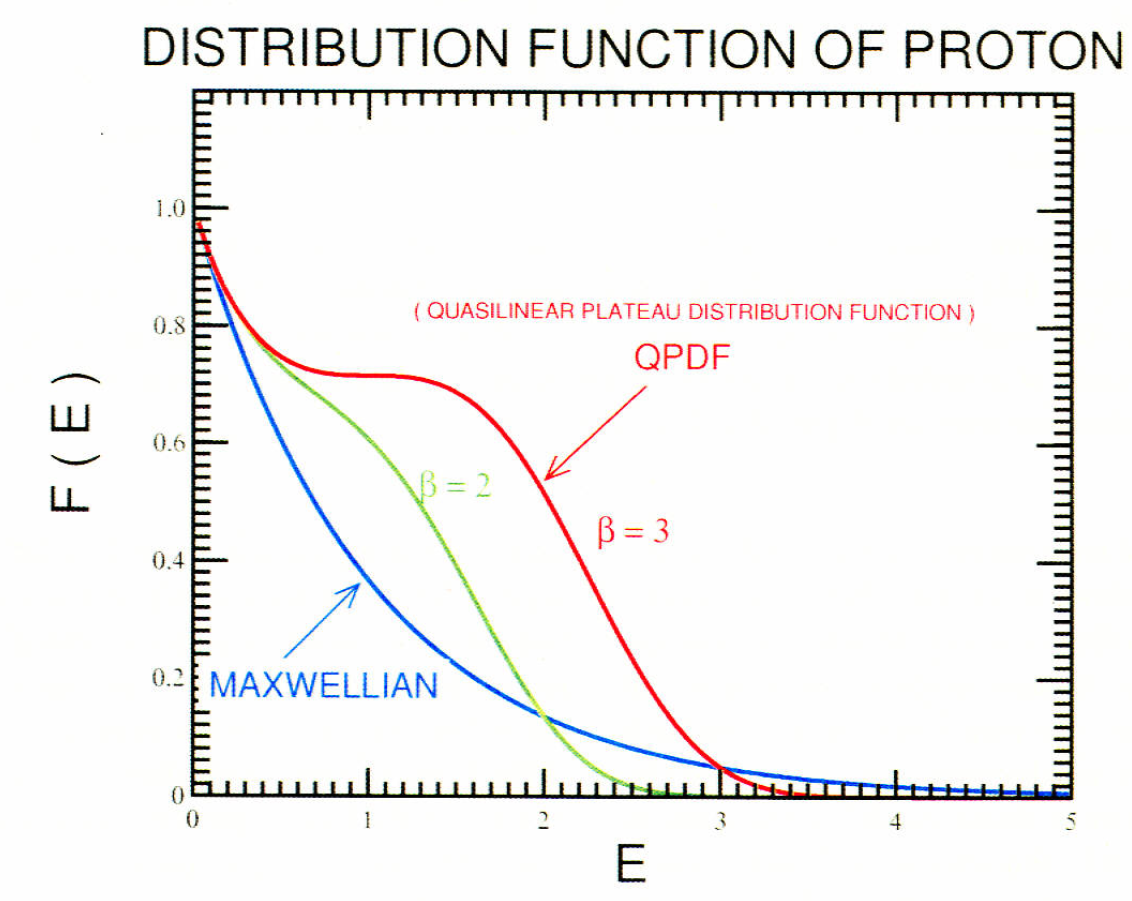 DISTRIBUTION FUNCTION OF PROTON
1.0
0.8
0.6
0.4
0.2
0
F ( E )
( QUASILINEAR PLATEAU DISTRIBUTION FUNCTION )
QPDF
β = 2
β = 3
MAXWELLIAN
0 1 2 3 4 5
E